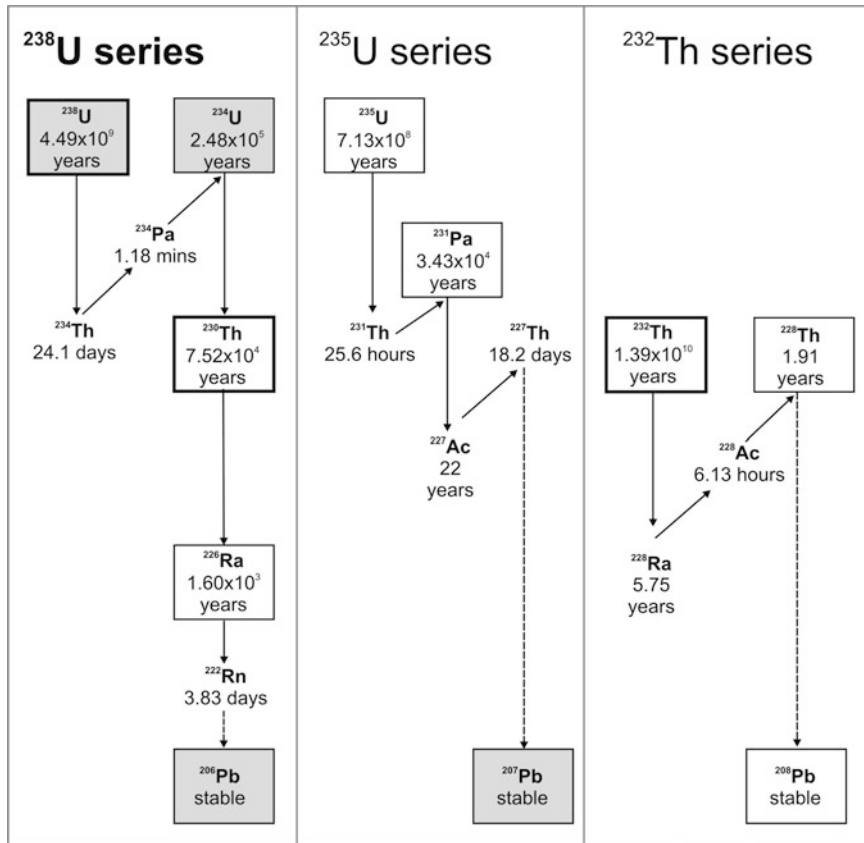 ²³⁸U series
²³⁸U
4.49x10⁹
years
²³⁴U
2.48x10⁵
years
²³⁴Pa
1.18 mins
²³⁴Th
24.1 days
²³⁰Th
7.52x10⁴
years
²²⁶Ra
1.60x10³
years
²²²Rn
3.83 days
²⁰⁶Pb
stable
²³⁵U series
²³⁵U
7.13x10⁸
years
²³¹Pa
3.43x10⁴
years
²³¹Th
25.6 hours
²²⁷Th
18.2 days
²²⁷Ac
22
years
²⁰⁷Pb
stable
²³²Th series
²³²Th
1.39x10¹⁰
years
²²⁸Th
1.91
years
²²⁸Ac
6.13 hours
²²⁸Ra
5.75
years
²⁰⁸Pb
stable